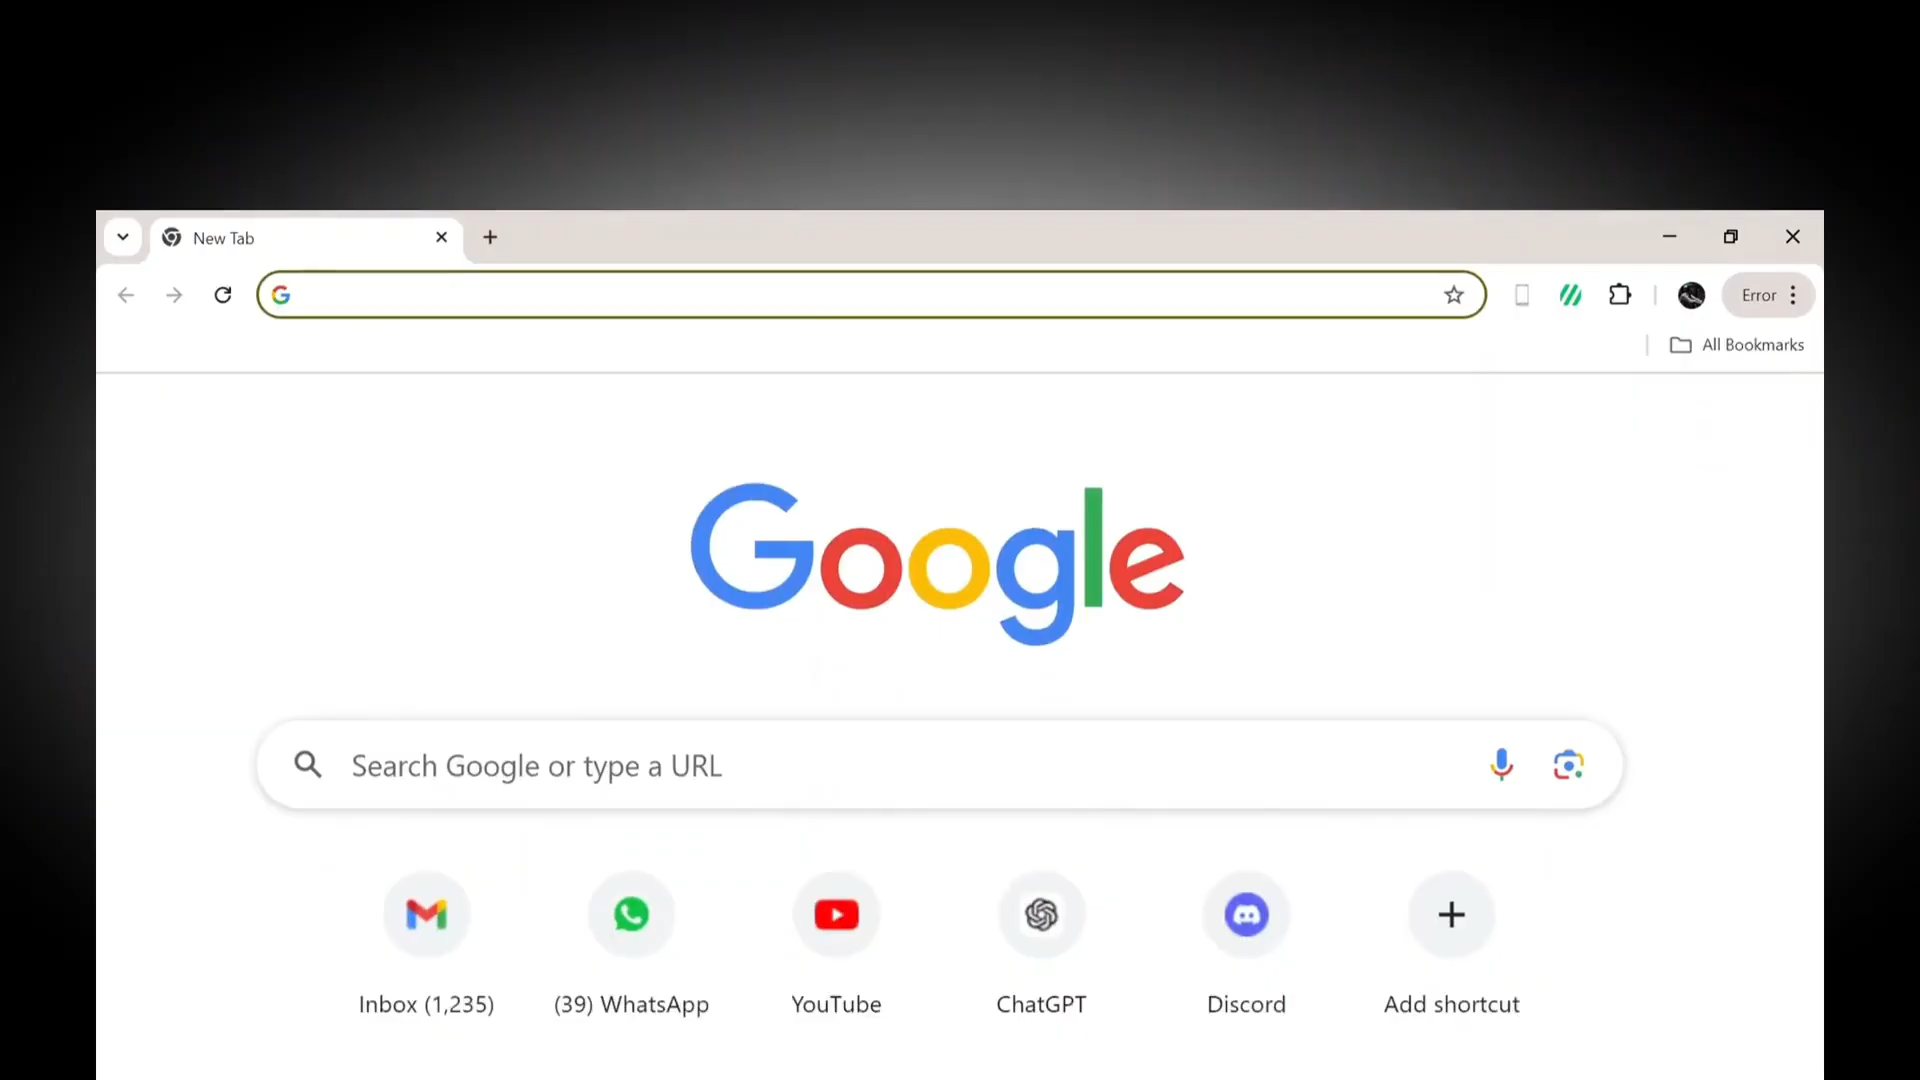 New Tab
Error
All Bookmarks
Google
Search Google or type a URL
Inbox (1,235)
(39) WhatsApp
YouTube
ChatGPT
Discord
Add shortcut